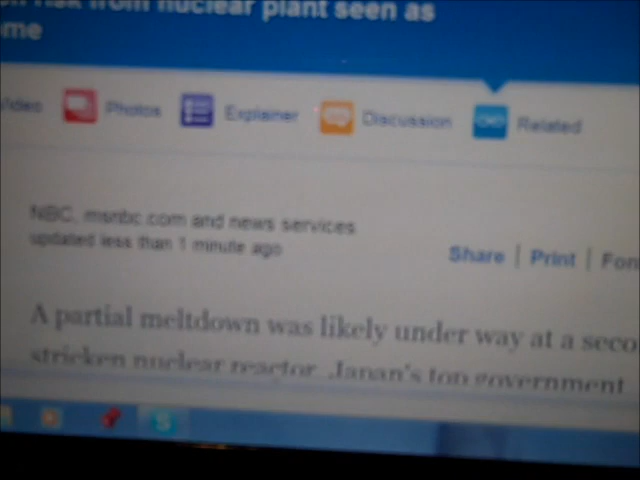 risk from nuclear plant seen as
me
Video Photos Explainer Discussion Related
NBC, msnbc.com and news services
updated less than 1 minute ago
Share | Print | Fon
A partial meltdown was likely under way at a seco
stricken nuclear reactor, Japan's top government